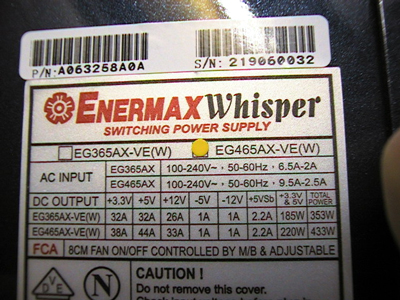 P/N:A063258A0A
S/N: 219060032
ENERMAX Whisper
SWITCHING POWER SUPPLY
EG365AX-VE(W) EG465AX-VE(W)
AC INPUT EG365AX 100-240V~ · 50-60Hz · 6.5A-2A
EG465AX 100-240V~ · 50-60Hz · 9.5A-2.5A
DC OUTPUT +3.3V +5V +12V -5V -12V +5VSb +3.3V & 5V TOTAL POWER
EG365AX-VE(W) 32A 32A 26A 1A 1A 2.2A 185W 353W
EG465AX-VE(W) 38A 44A 33A 1A 1A 2.2A 220W 433W
FCA 8CM FAN ON/OFF CONTROLLED BY M/B & ADJUSTABLE
CAUTION !
Do not remove this cover.
DVE N